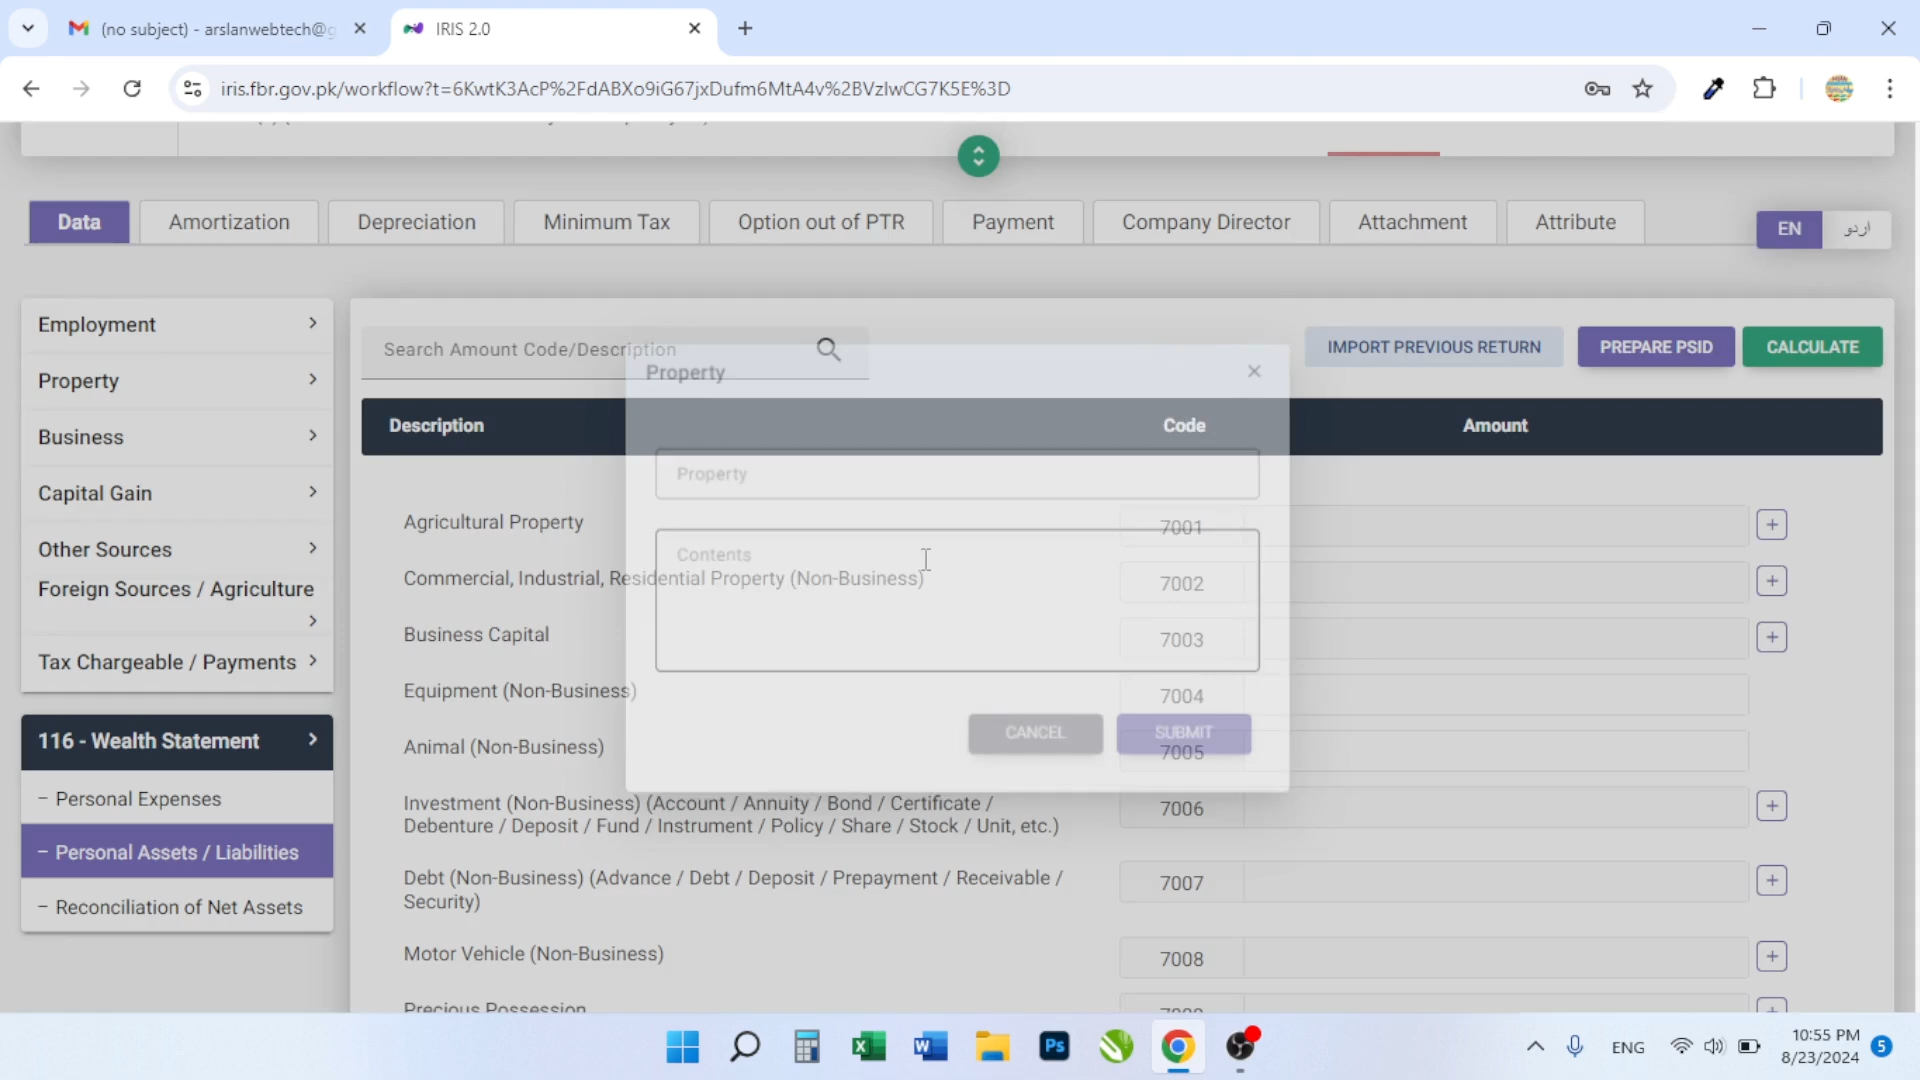 (no subject) - arslanwebtech@g
IRIS 2.0
iris.fbr.gov.pk/workflow?t=6KwtK3AcP%2FdABXo9iG67jxDufm6MtA4v%2BVzIwCG7K5E%3D
Data
Amortization
Depreciation
Minimum Tax
Option out of PTR
Payment
Company Director
Attachment
Attribute
EN
اردو
Employment
Property
Business
Capital Gain
Other Sources
Foreign Sources / Agriculture
Tax Chargeable / Payments
116 - Wealth Statement
– Personal Expenses
– Personal Assets / Liabilities
– Reconciliation of Net Assets
Search Amount Code/Description
IMPORT PREVIOUS RETURN
PREPARE PSID
CALCULATE
Description Code Amount
Agricultural Property 7001
Commercial, Industrial, Residential Property (Non-Business) 7002
Business Capital 7003
Equipment (Non-Business) 7004
Animal (Non-Business) 7005
Investment (Non-Business) (Account / Annuity / Bond / Certificate /
Debenture / Deposit / Fund / Instrument / Policy / Share / Stock / Unit, etc.) 7006
Debt (Non-Business) (Advance / Debt / Deposit / Prepayment / Receivable /
Security) 7007
Motor Vehicle (Non-Business) 7008
Precious Possession
Property
Property
Contents
CANCEL
SUBMIT
ENG
10:55 PM
8/23/2024
5